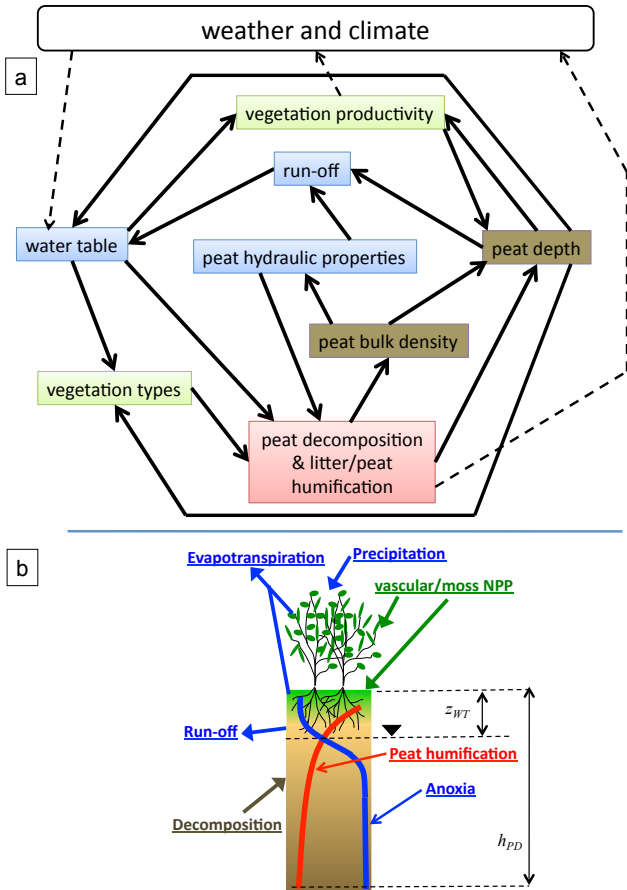 weather and climate
a
vegetation productivity
run-off
water table
peat hydraulic properties
peat depth
peat bulk density
vegetation types
peat decomposition
& litter/peat
humification
b
Evapotranspiration
Precipitation
vascular/moss NPP
z_WT
Run-off
Peat humification
Anoxia
Decomposition
h_PD